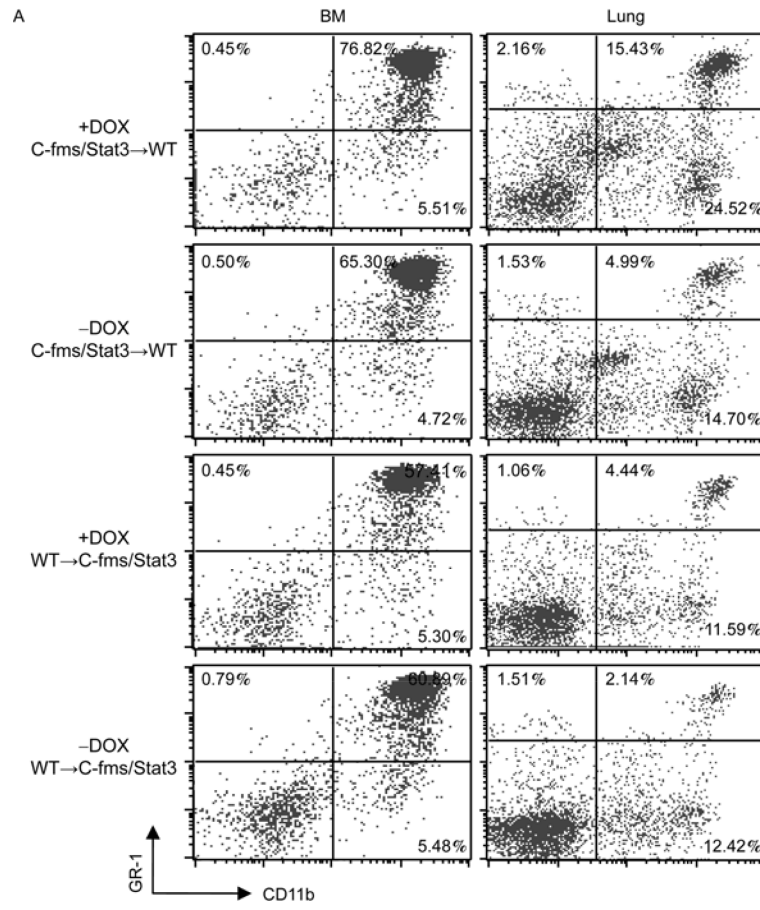 A
BM
Lung
+DOX
C-fms/Stat3→WT
0.45%
76.82%
5.51%
2.16%
15.43%
24.52%
−DOX
C-fms/Stat3→WT
0.50%
65.30%
4.72%
1.53%
4.99%
14.70%
+DOX
WT→C-fms/Stat3
0.45%
57.41%
5.30%
1.06%
4.44%
11.59%
−DOX
WT→C-fms/Stat3
0.79%
60.89%
5.48%
1.51%
2.14%
12.42%
GR-1
CD11b